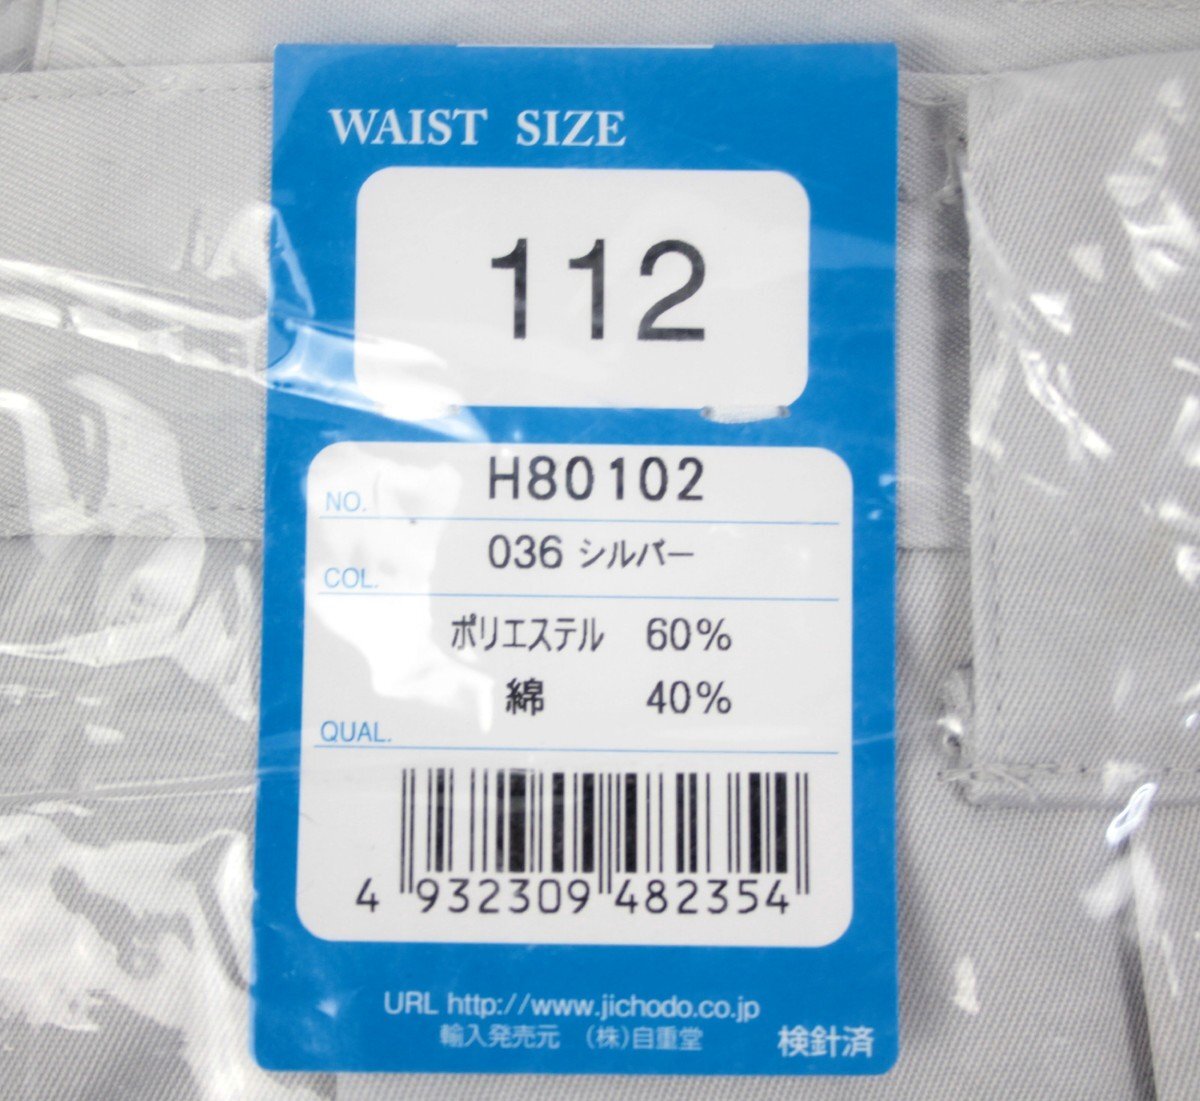 WAIST SIZE
112
NO. H80102
COL. 036 シルバー
ポリエステル 60%
綿 40%
QUAL.
4 932309 482354
URL http://www.jichodo.co.jp
輸入発売元 (株)自重堂
検針済